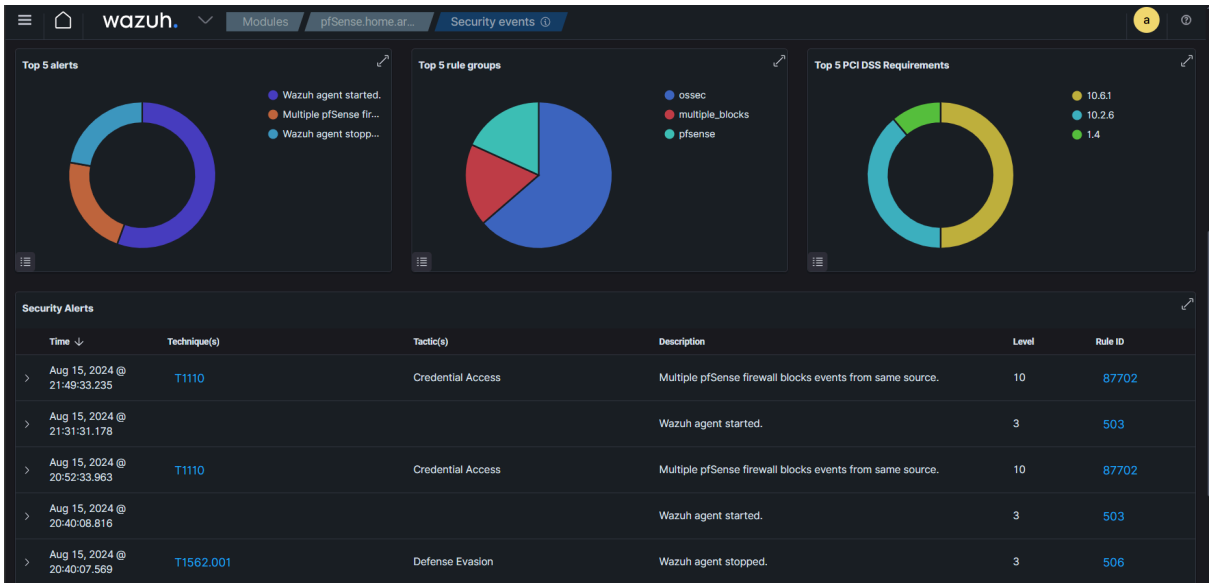 wazuh. Modules pfSense.home.ar... Security events
a
Top 5 alerts
Wazuh agent started.
Multiple pfSense fir...
Wazuh agent stopp...
Top 5 rule groups
ossec
multiple_blocks
pfsense
Top 5 PCI DSS Requirements
10.6.1
10.2.6
1.4
Security Alerts
Time Technique(s) Tactic(s) Description Level Rule ID
Aug 15, 2024 @
21:49:33.235 T1110 Credential Access Multiple pfSense firewall blocks events from same source. 10 87702
Aug 15, 2024 @
21:31:31.178 Wazuh agent started. 3 503
Aug 15, 2024 @
20:52:33.963 T1110 Credential Access Multiple pfSense firewall blocks events from same source. 10 87702
Aug 15, 2024 @
20:40:08.816 Wazuh agent started. 3 503
Aug 15, 2024 @
20:40:07.569 T1562.001 Defense Evasion Wazuh agent stopped. 3 506